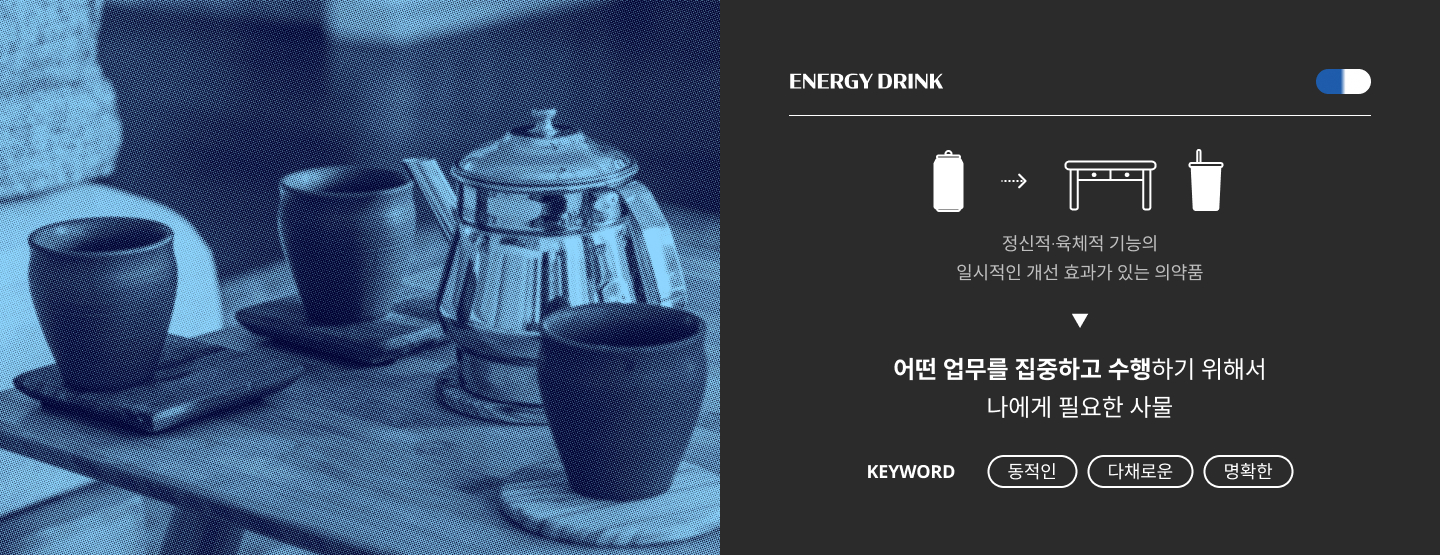 ENERGY DRINK
정신적·육체적 기능의
일시적인 개선 효과가 있는 의약품
어떤 업무를 집중하고 수행하기 위해서
나에게 필요한 사물
KEYWORD 동적인 다채로운 명확한